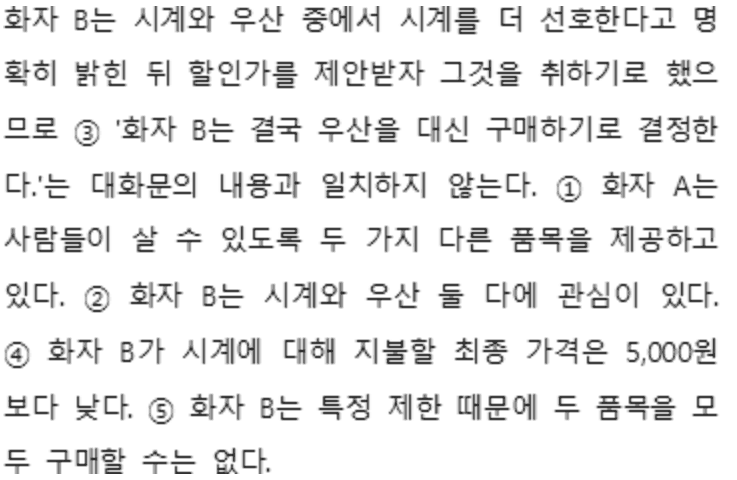 화자 B는 시계와 우산 중에서 시계를 더 선호한다고 명
확히 밝힌 뒤 할인가를 제안받자 그것을 취하기로 했으
므로 ③ '화자 B는 결국 우산을 대신 구매하기로 결정한
다.'는 대화문의 내용과 일치하지 않는다. ① 화자 A는
사람들이 살 수 있도록 두 가지 다른 품목을 제공하고
있다. ② 화자 B는 시계와 우산 둘 다에 관심이 있다.
④ 화자 B가 시계에 대해 지불할 최종 가격은 5,000원
보다 낮다. ⑤ 화자 B는 특정 제한 때문에 두 품목을 모
두 구매할 수는 없다.